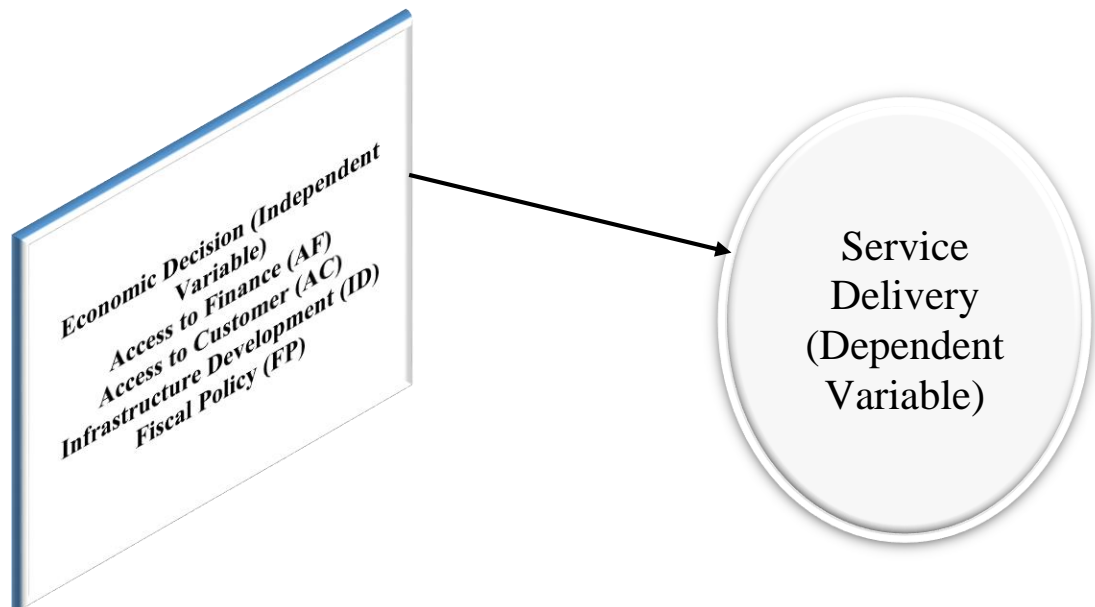 Economic Decision (Independent
Variable)
Access to Finance (AF)
Access to Customer (AC)
Infrastructure Development (ID)
Fiscal Policy (FP)
Service
Delivery
(Dependent
Variable)